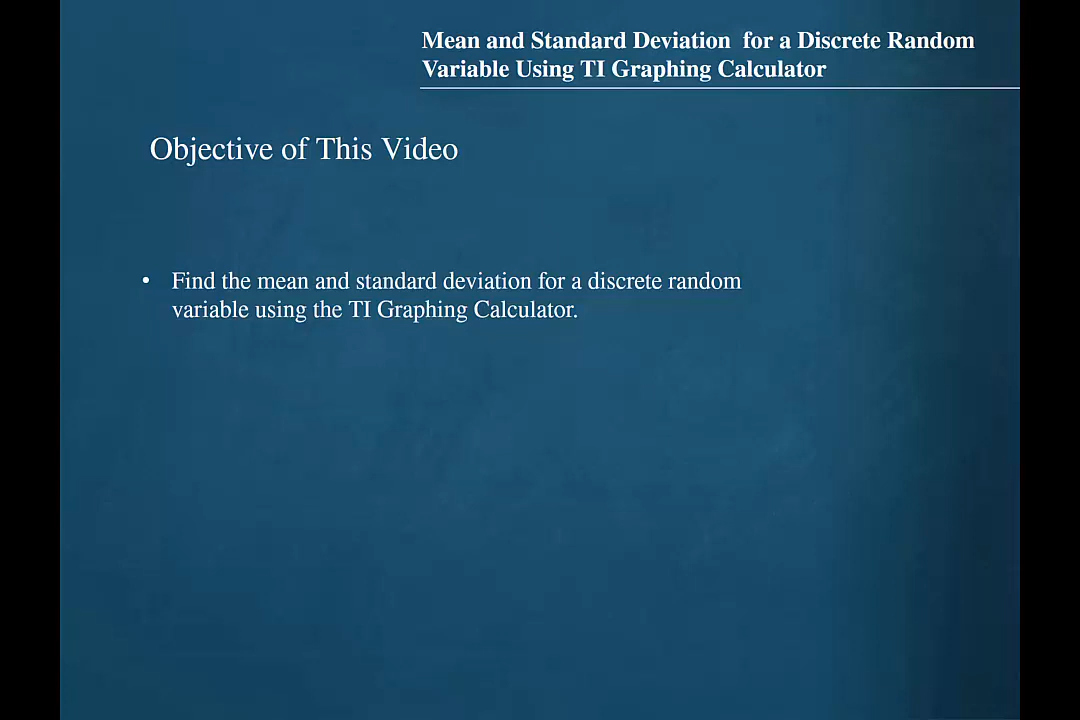 Mean and Standard Deviation  for a Discrete Random
Variable Using TI Graphing Calculator
Objective of This Video
• Find the mean and standard deviation for a discrete random
variable using the TI Graphing Calculator.